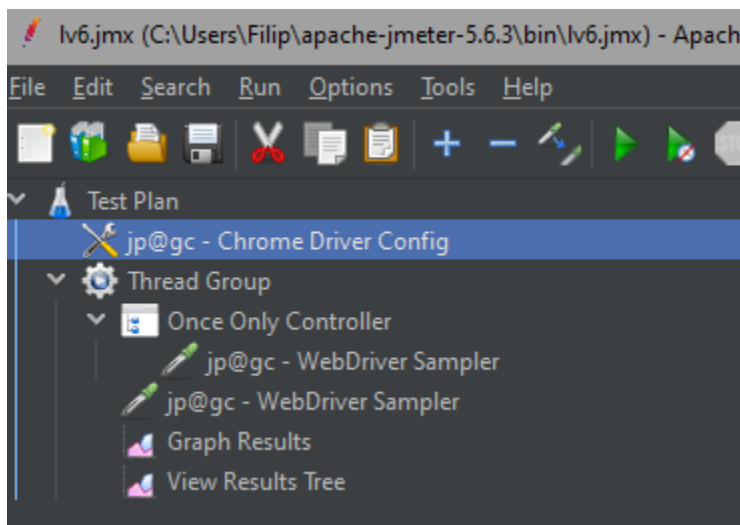 lv6.jmx (C:\Users\Filip\apache-jmeter-5.6.3\bin\lv6.jmx) - Apach
File Edit Search Run Options Tools Help
Test Plan
jp@gc - Chrome Driver Config
Thread Group
Once Only Controller
jp@gc - WebDriver Sampler
jp@gc - WebDriver Sampler
Graph Results
View Results Tree